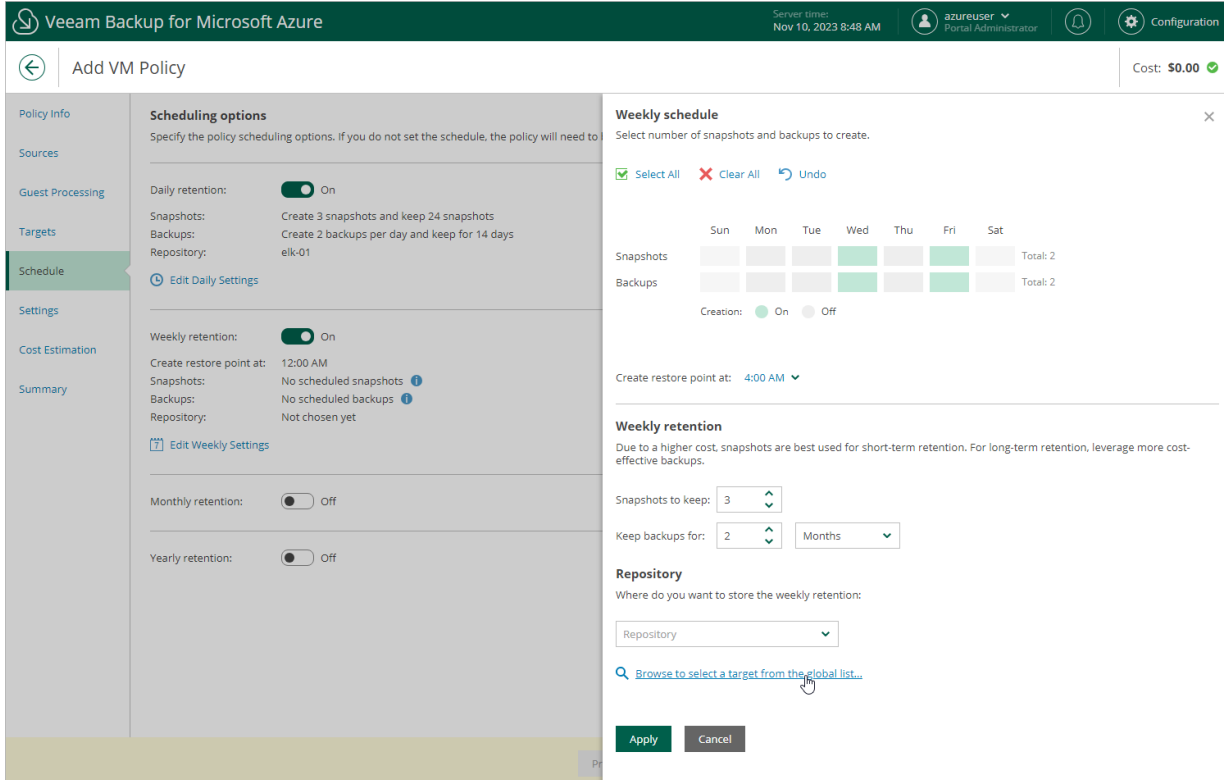 Veeam Backup for Microsoft Azure
Server time:
Nov 10, 2023 8:48 AM
azureuser
Portal Administrator
Configuration
Add VM Policy
Cost: $0.00
Policy Info
Sources
Guest Processing
Targets
Schedule
Settings
Cost Estimation
Summary
Scheduling options
Specify the policy scheduling options. If you do not set the schedule, the policy will need to
Daily retention: On
Snapshots: Create 3 snapshots and keep 24 snapshots
Backups: Create 2 backups per day and keep for 14 days
Repository: elk-01
Edit Daily Settings
Weekly retention: On
Create restore point at: 12:00 AM
Snapshots: No scheduled snapshots
Backups: No scheduled backups
Repository: Not chosen yet
7 Edit Weekly Settings
Monthly retention: Off
Yearly retention: Off
Pr
Weekly schedule
Select number of snapshots and backups to create.
Select All Clear All Undo
Sun Mon Tue Wed Thu Fri Sat
Snapshots Total: 2
Backups Total: 2
Creation: On Off
Create restore point at: 4:00 AM
Weekly retention
Due to a higher cost, snapshots are best used for short-term retention. For long-term retention, leverage more cost-
effective backups.
Snapshots to keep: 3
Keep backups for: 2 Months
Repository
Where do you want to store the weekly retention:
Repository
Browse to select a target from the global list...
Apply Cancel